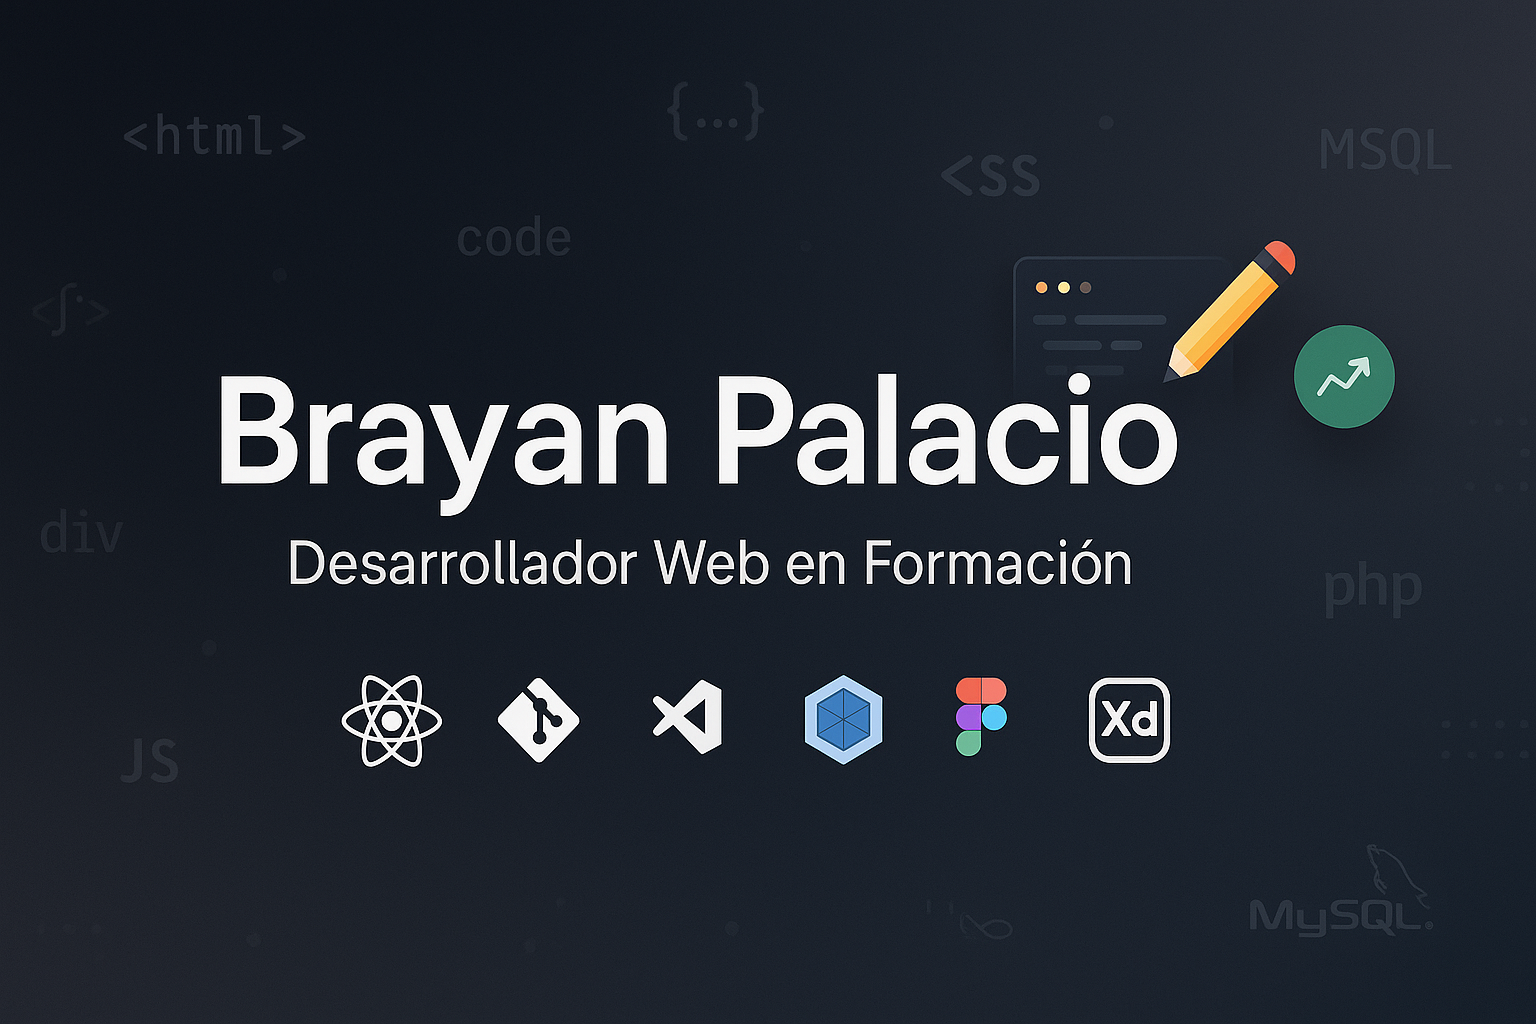 <html>
{...}
<SS
MSQL
code
Brayan Palacio
div
Desarrollador Web en Formación
php
Xd
JS
MySQL®